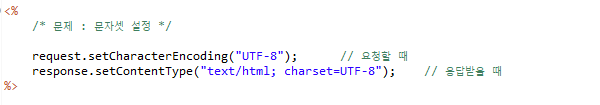 <%
/* 문제 : 문자셋 설정 */
request.setCharacterEncoding("UTF-8"); // 요청할 때
response.setContentType("text/html; charset=UTF-8"); // 응답받을 때
%>